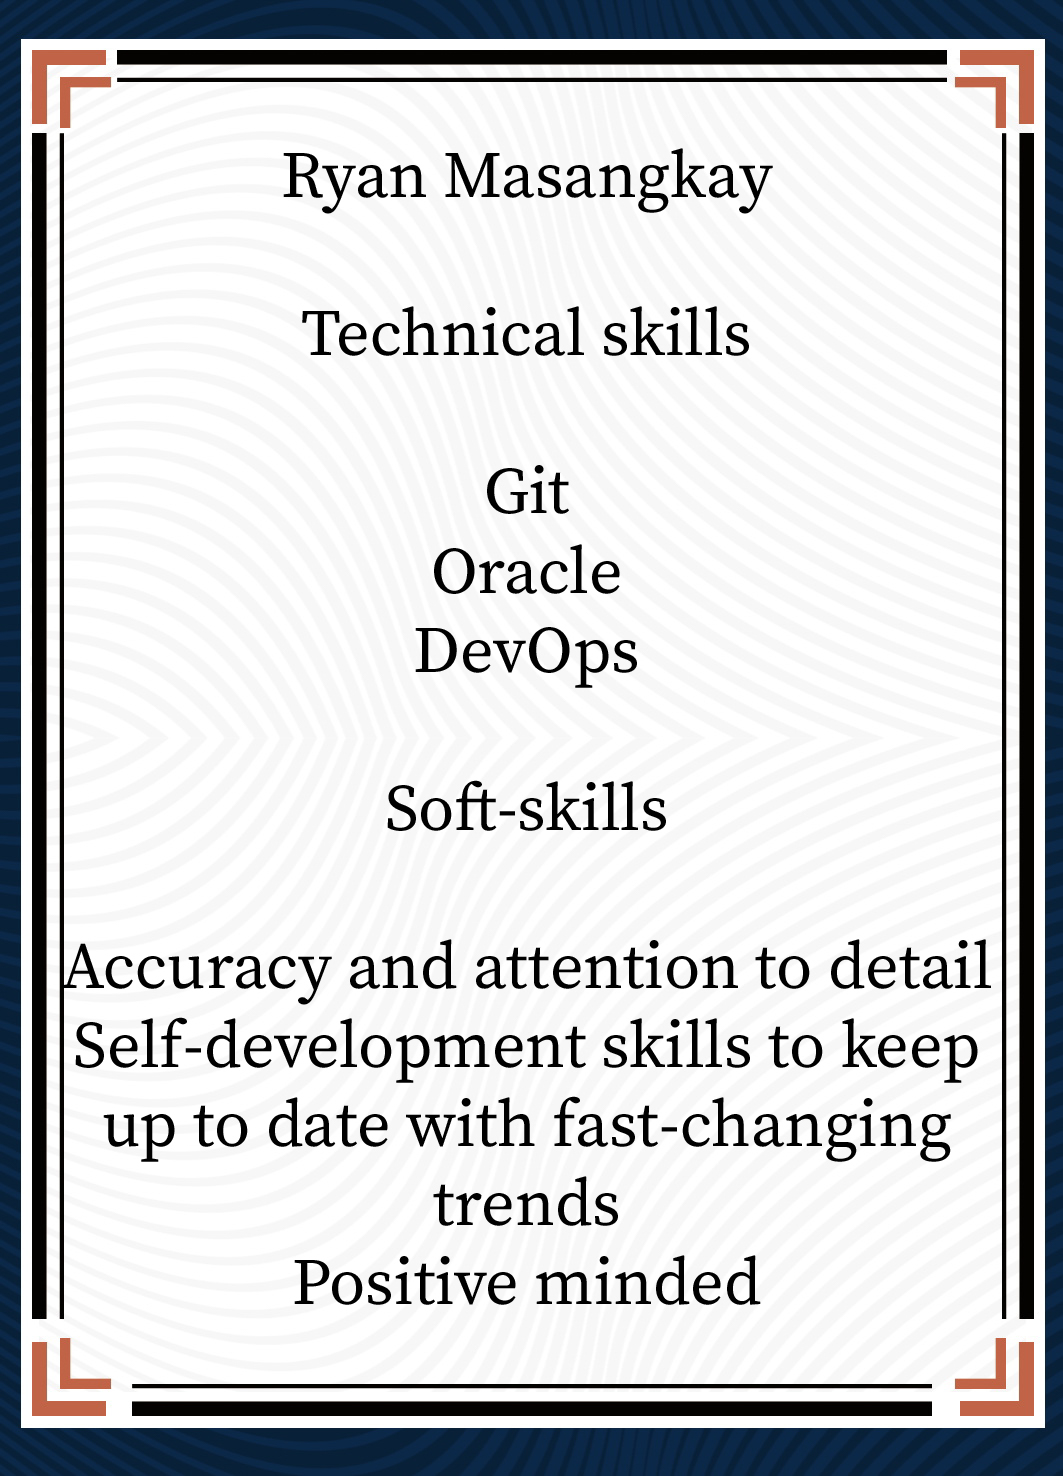 Ryan Masangkay
Technical skills
Git
Oracle
DevOps
Soft-skills
Accuracy and attention to detail
Self-development skills to keep
up to date with fast-changing
trends
Positive minded